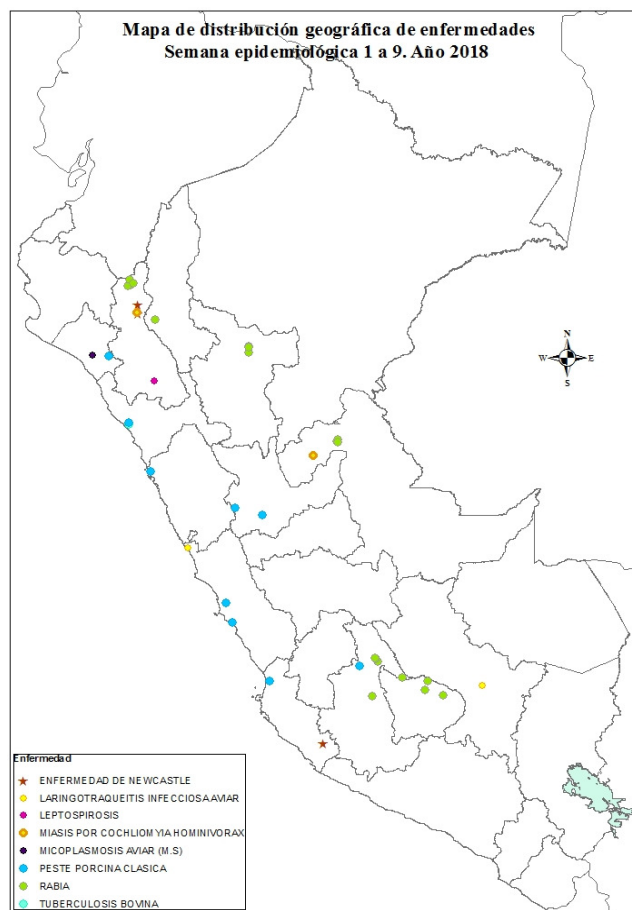 Mapa de distribución geográfica de enfermedades
Semana epidemiológica 1 a 9. Año 2018
N
W E
S
Enfermedad
ENFERMEDAD DE NEWCASTLE
LARINGOTRAQUEITIS INFECCIOSA AVIAR
LEPTOSPIROSIS
MIASIS POR COCHLIOMYIA HOMINIVORAX
MICOPLASMOSIS AVIAR (M.S)
PESTE PORCINA CLASICA
RABIA
TUBERCULOSIS BOVINA